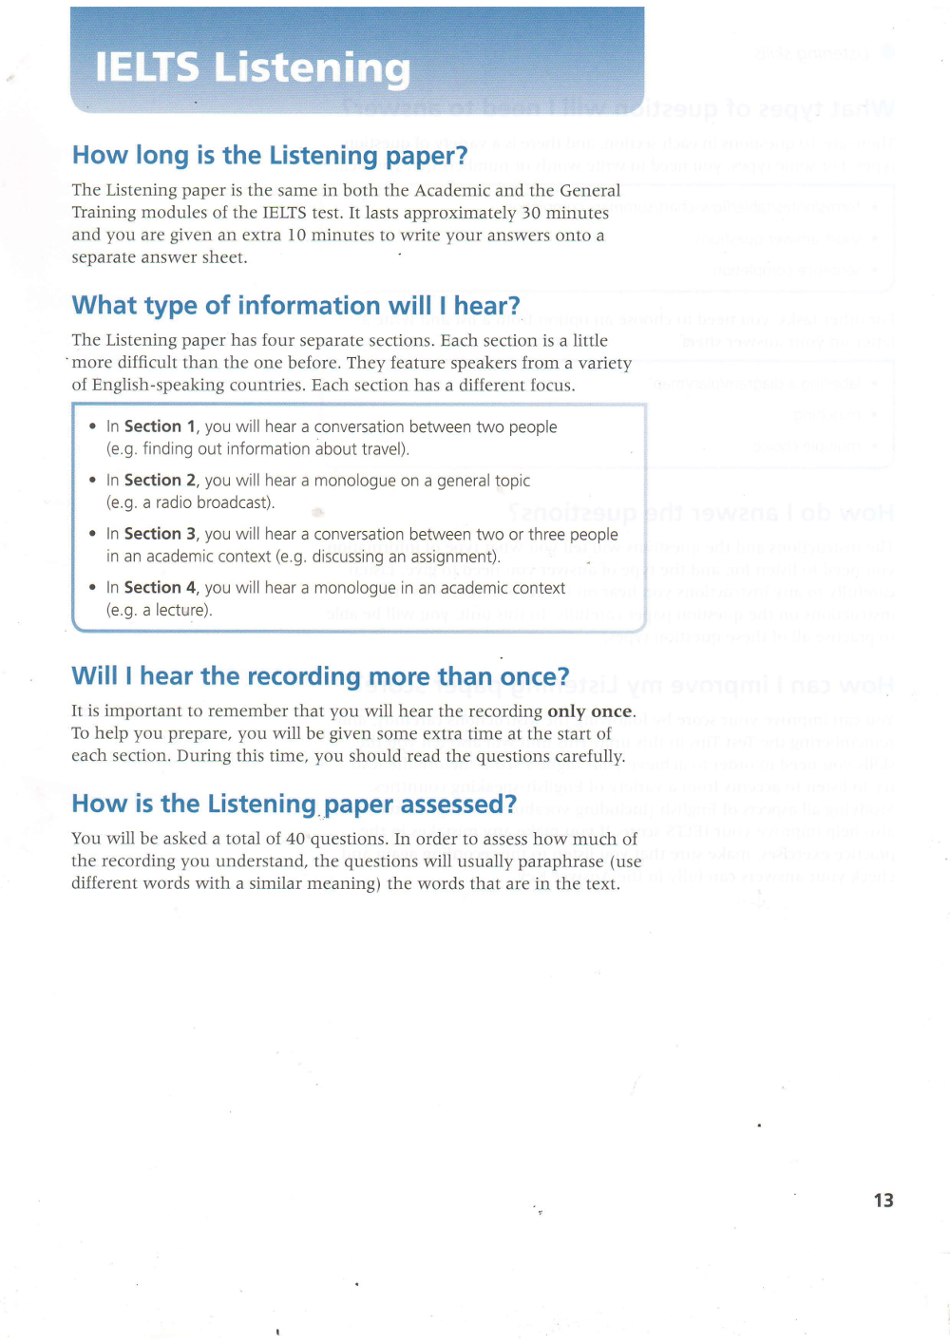 IELTS Listening
How long is the Listening paper?
The Listening paper is the same in both the Academic and the General
Training modules of the IELTS test. It lasts approximately 30 minutes
and you are given an extra 10 minutes to write your answers onto a
separate answer sheet.
What type of information will I hear?
The Listening paper has four separate sections. Each section is a little
more difficult than the one before. They feature speakers from a variety
of English-speaking countries. Each section has a different focus.
• In Section 1, you will hear a conversation between two people
(e.g. finding out information about travel).
• In Section 2, you will hear a monologue on a general topic
(e.g. a radio broadcast).
• In Section 3, you will hear a conversation between two or three people
in an academic context (e.g. discussing an assignment).
• In Section 4, you will hear a monologue in an academic context
(e.g. a lecture).
Will I hear the recording more than once?
It is important to remember that you will hear the recording only once.
To help you prepare, you will be given some extra time at the start of
each section. During this time, you should read the questions carefully.
How is the Listening paper assessed?
You will be asked a total of 40 questions. In order to assess how much of
the recording you understand, the questions will usually paraphrase (use
different words with a similar meaning) the words that are in the text.
13